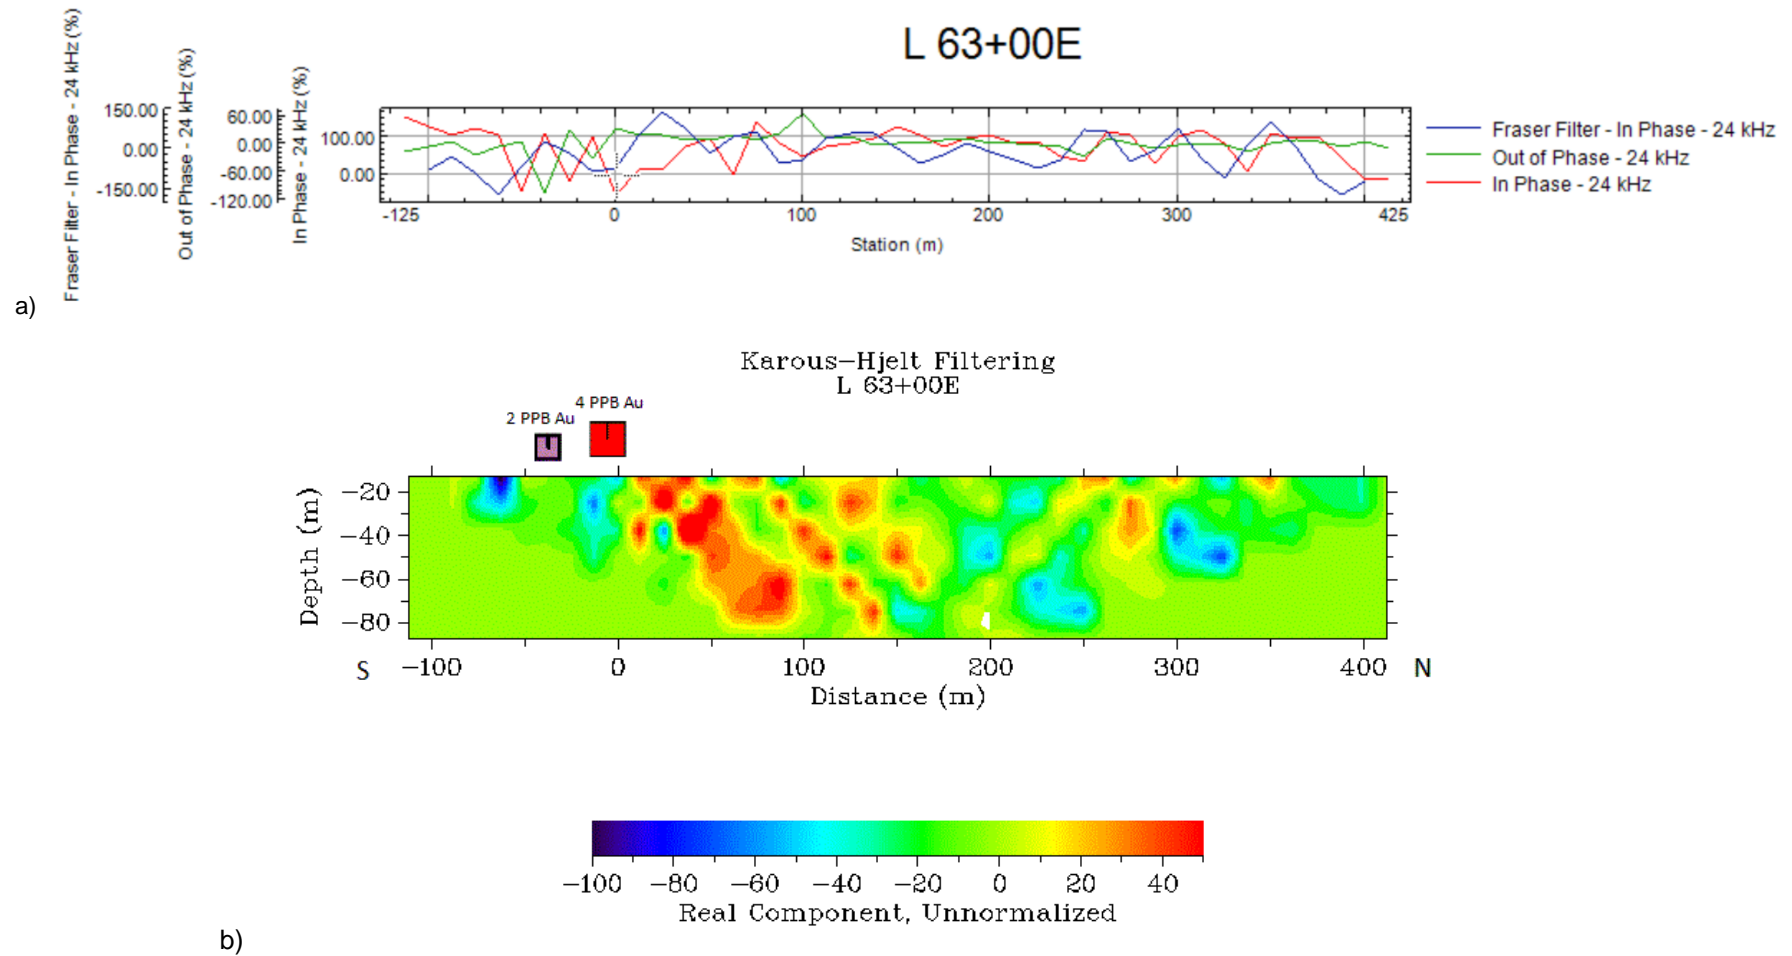 L 63+00E
Fraser Filter - In Phase - 24 kHz (%)
150.00
0.00
-150.00
Out of Phase - 24 kHz (%)
60.00
0.00
-60.00
-120.00
In Phase - 24 kHz (%)
100.00
0.00
-125
0
100
200
300
425
Station (m)
Fraser Filter - In Phase - 24 kHz
Out of Phase - 24 kHz
In Phase - 24 kHz
a)
Karous-Hjelt Filtering
L 63+00E
2 PPB Au
4 PPB Au
Depth (m)
-20
-40
-60
-80
S
-100
0
100
200
300
400
N
Distance (m)
-100
-80
-60
-40
-20
0
20
40
Real Component, Unnormalized
b)